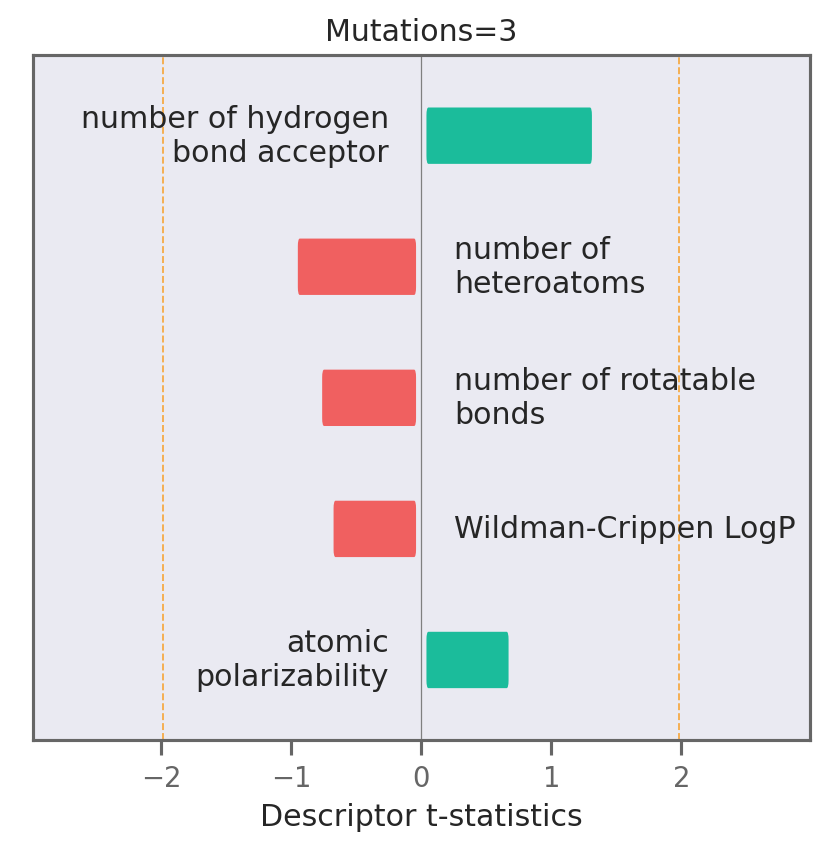 Mutations=3
number of hydrogen
bond acceptor
number of
heteroatoms
number of rotatable
bonds
Wildman-Crippen LogP
atomic
polarizability
−2 −1 0 1 2
Descriptor t-statistics